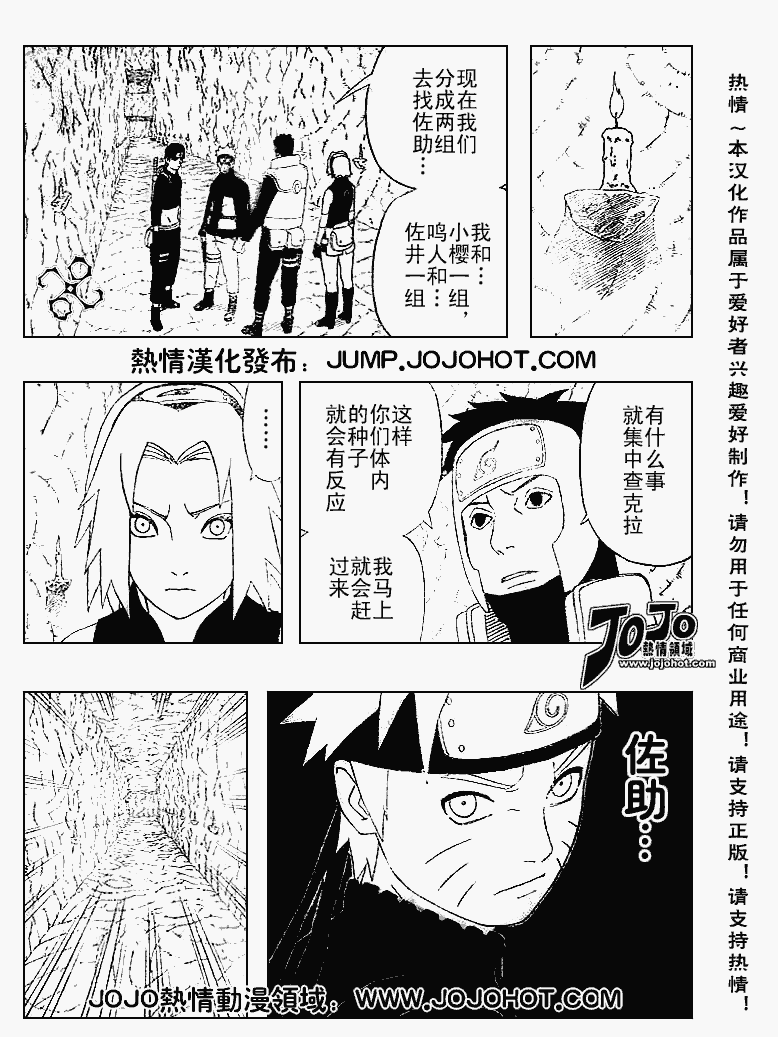 现在我们
分成两组
去找佐助…
我和…
小樱一组，
鸣人和…
佐井一组
熱情漢化發布：JUMP.JOJOHOT.COM
有什么事
就集中查克拉
这样
你们体内
的种子
就会有反应
我马上
就会赶
过来
……
JOJO
熱情領域
www.jojohot.com
佐助…
JOJO熱情動漫領域：WWW.JOJOHOT.COM
热情～本汉化作品属于爱好者兴趣爱好制作！请勿用于任何商业用途！请支持正版！请支持热情！